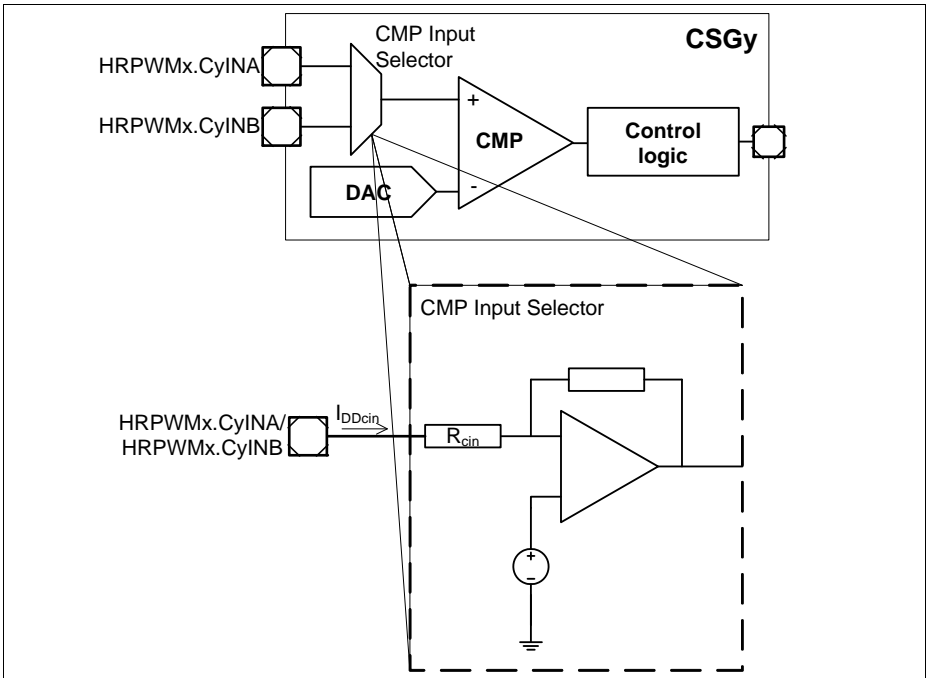 CSGy
CMP Input
Selector
HRPWMx.CyINA
HRPWMx.CyINB
+
CMP
-
Control
logic
DAC
CMP Input Selector
HRPWMx.CyINA/
HRPWMx.CyINB
IDDcin
Rcin
+
−